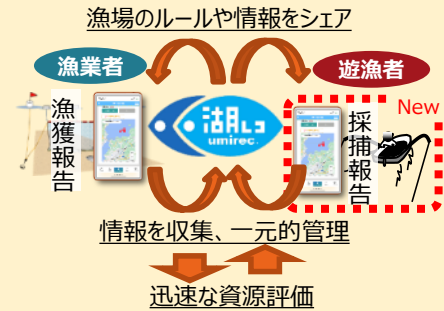 漁場のルールや情報をシェア
漁業者
遊漁者
New
漁獲報告
湖レコ
umirec.
採捕報告
情報を収集、一元的管理
迅速な資源評価